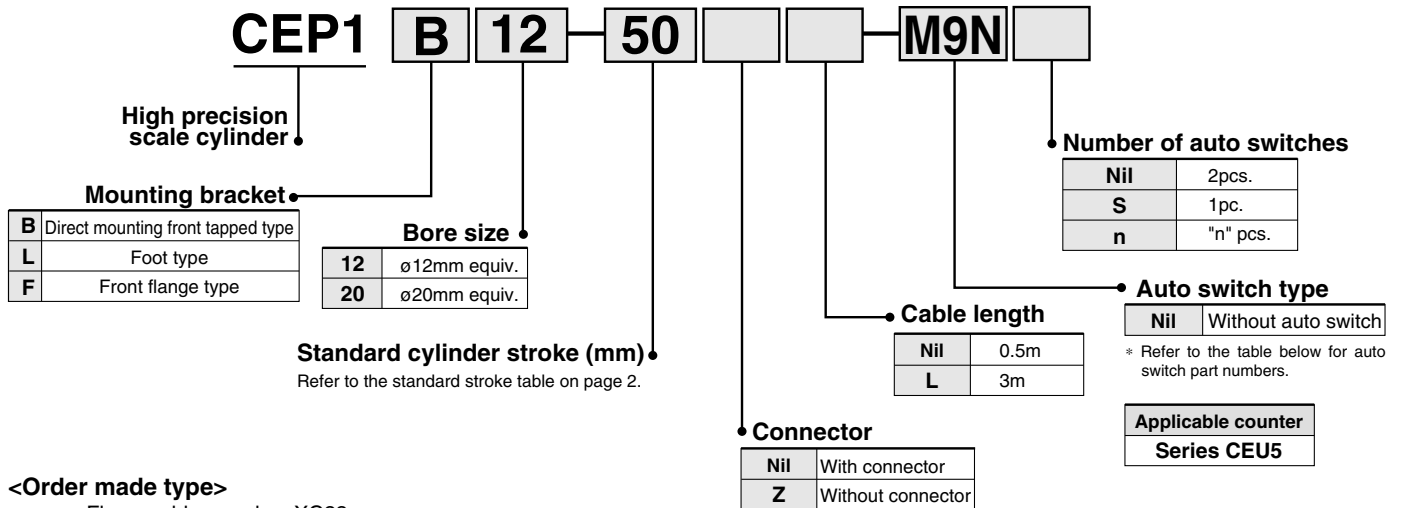 CEP1 B 12 - 50 - M9N
High precision
scale cylinder
Number of auto switches
Nil 2pcs.
S 1pc.
n "n" pcs.
Mounting bracket
B Direct mounting front tapped type
L Foot type
F Front flange type
Bore size
12 ø12mm equiv.
20 ø20mm equiv.
Auto switch type
Nil Without auto switch
* Refer to the table below for auto
switch part numbers.
Cable length
Nil 0.5m
L 3m
Standard cylinder stroke (mm)
Refer to the standard stroke table on page 2.
Applicable counter
Series CEU5
Connector
Nil With connector
Z Without connector
<Order made type>